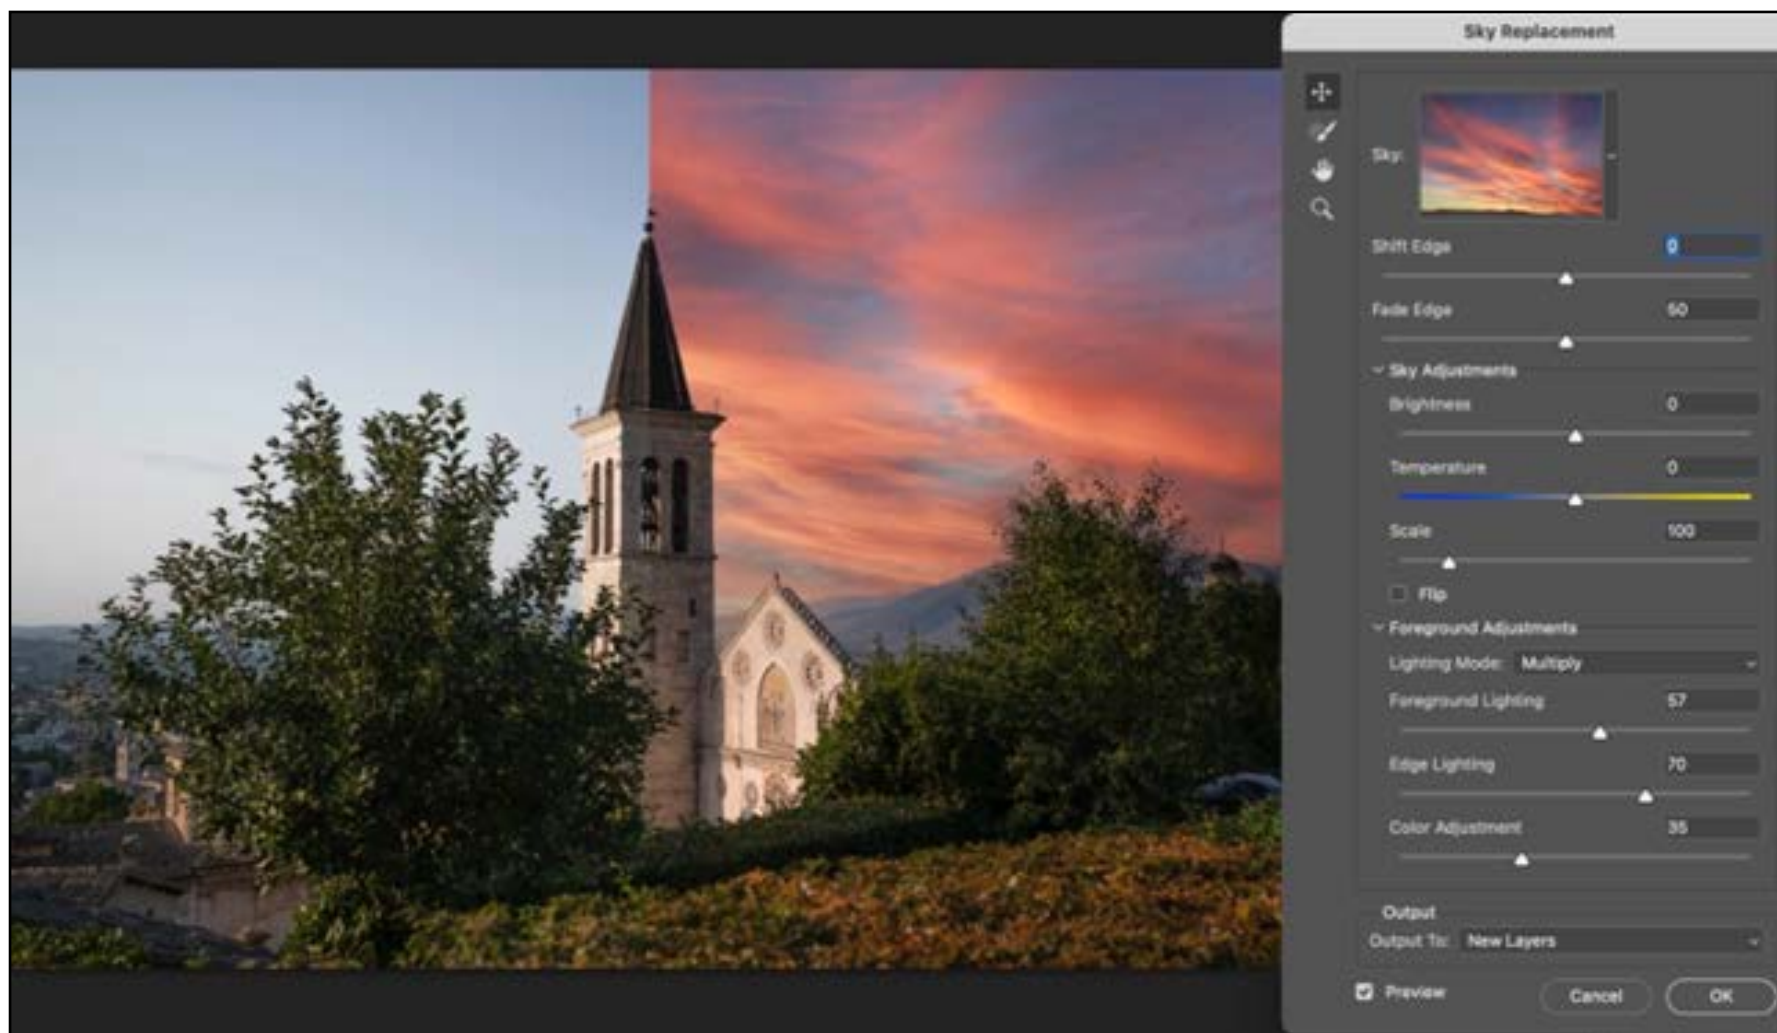 Sky Replacement
Sky:
Shift Edge 0
Fade Edge 50
Sky Adjustments
Brightness 0
Temperature 0
Scale 100
Flip
Foreground Adjustments
Lighting Mode: Multiply
Foreground Lighting 57
Edge Lighting 70
Color Adjustment 35
Output
Output To: New Layers
Preview Cancel OK